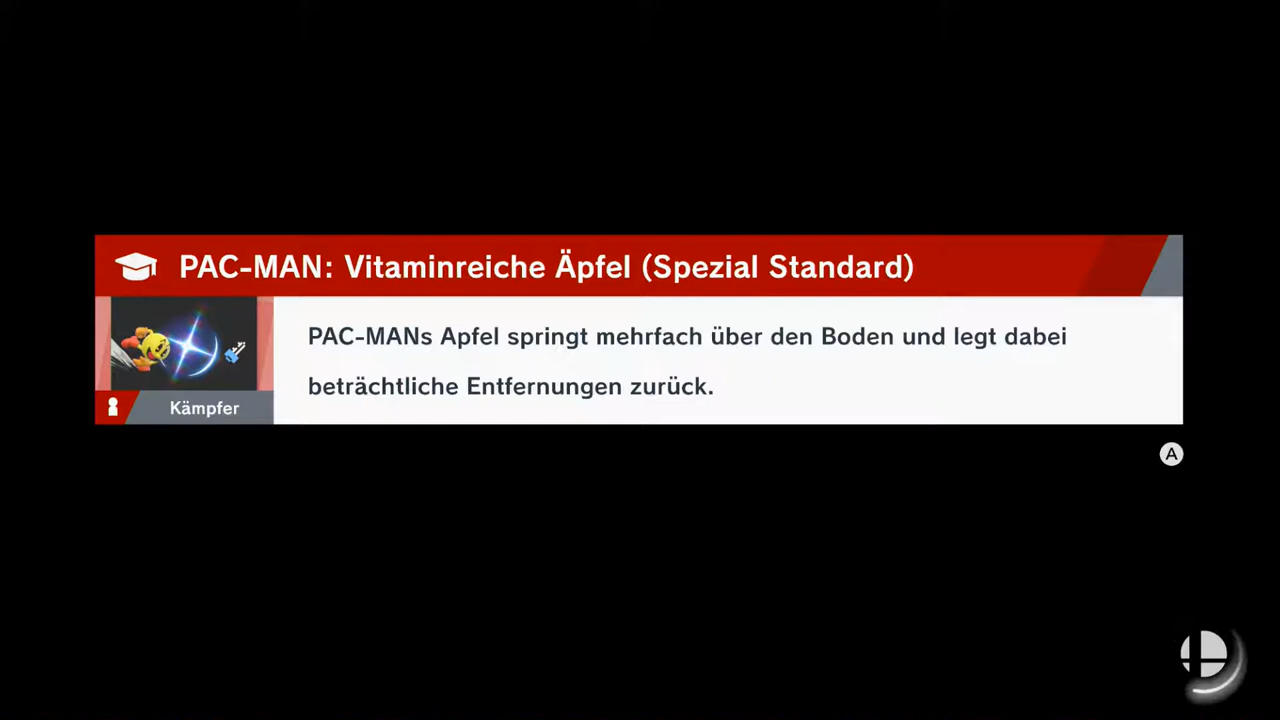 PAC-MAN: Vitaminreiche Äpfel (Spezial Standard)
PAC-MANs Apfel springt mehrfach über den Boden und legt dabei
beträchtliche Entfernungen zurück.
Kämpfer
A